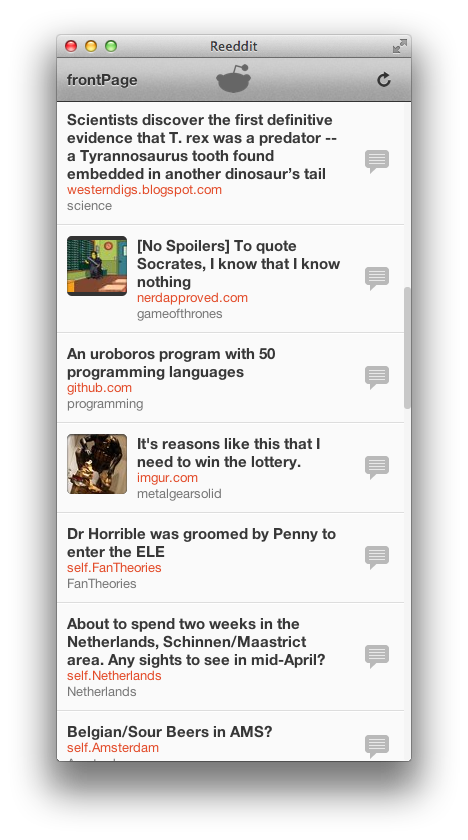 Reeddit
frontPage
Scientists discover the first definitive
evidence that T. rex was a predator --
a Tyrannosaurus tooth found
embedded in another dinosaur’s tail
westerndigs.blogspot.com
science
[No Spoilers] To quote
Socrates, I know that I know
nothing
nerdapproved.com
gameofthrones
An uroboros program with 50
programming languages
github.com
programming
It's reasons like this that I
need to win the lottery.
imgur.com
metalgearsolid
Dr Horrible was groomed by Penny to
enter the ELE
self.FanTheories
FanTheories
About to spend two weeks in the
Netherlands, Schinnen/Maastrict
area. Any sights to see in mid-April?
self.Netherlands
Netherlands
Belgian/Sour Beers in AMS?
self.Amsterdam